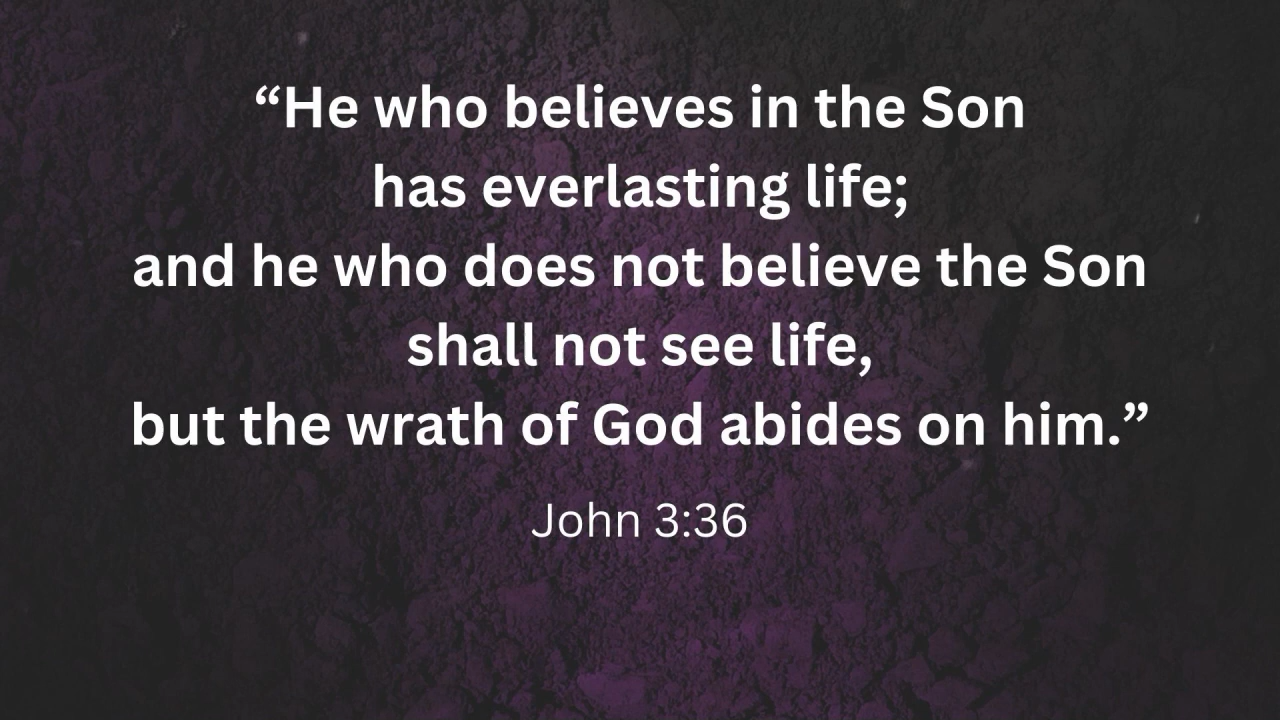 “He who believes in the Son
has everlasting life;
and he who does not believe the Son
shall not see life,
but the wrath of God abides on him.”
John 3:36